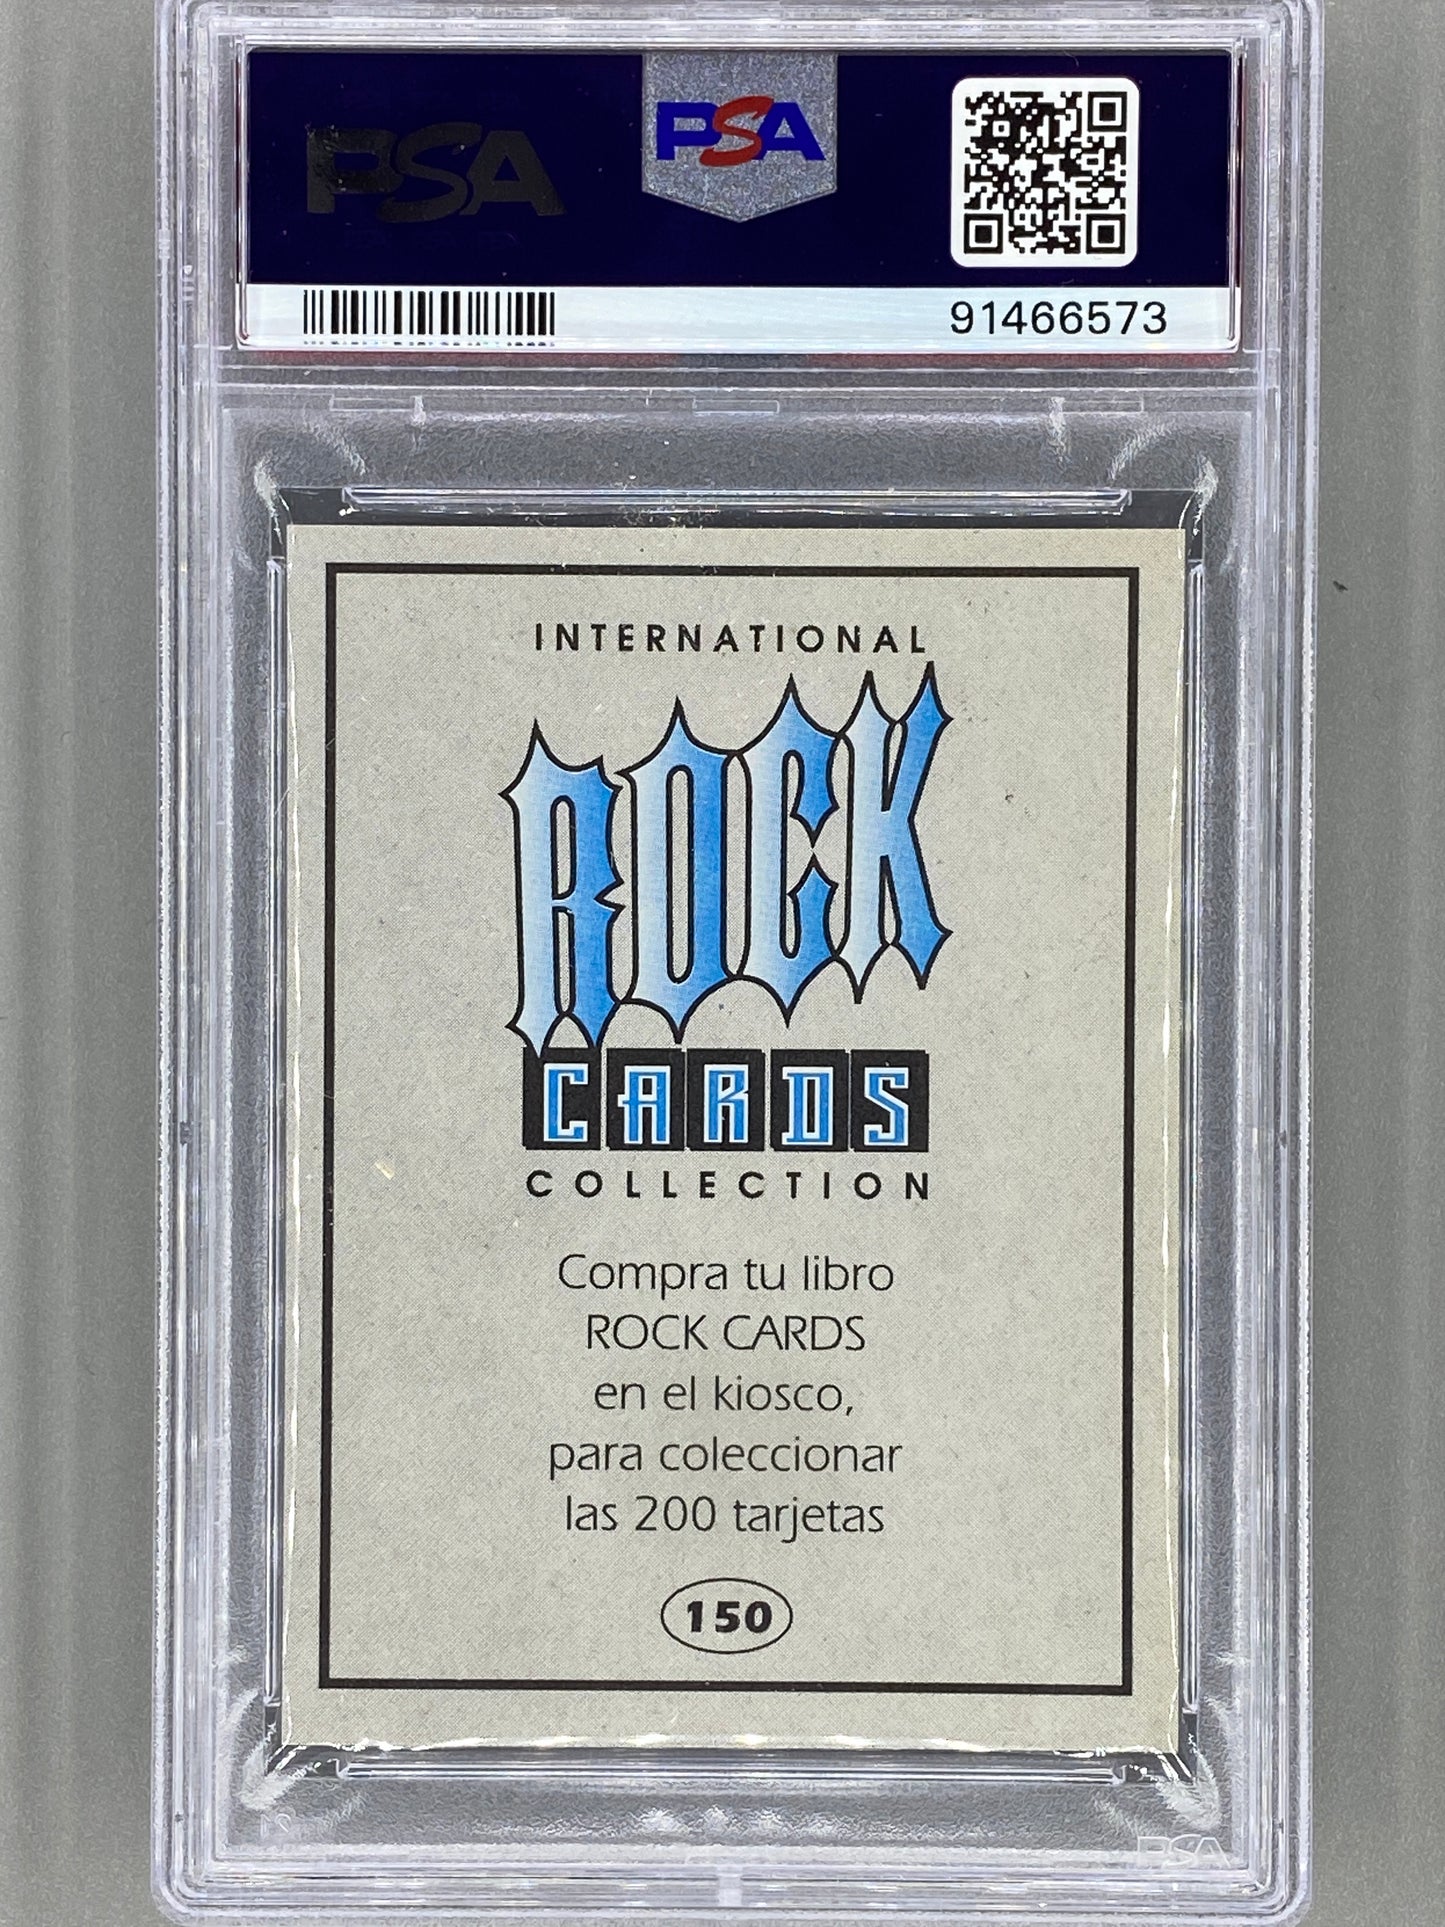 PSA
PSA
91466573
INTERNATIONAL
ROCK
CARDS
COLLECTION
Compra tu libro
ROCK CARDS
en el kiosco,
para coleccionar
las 200 tarjetas
150
PSA